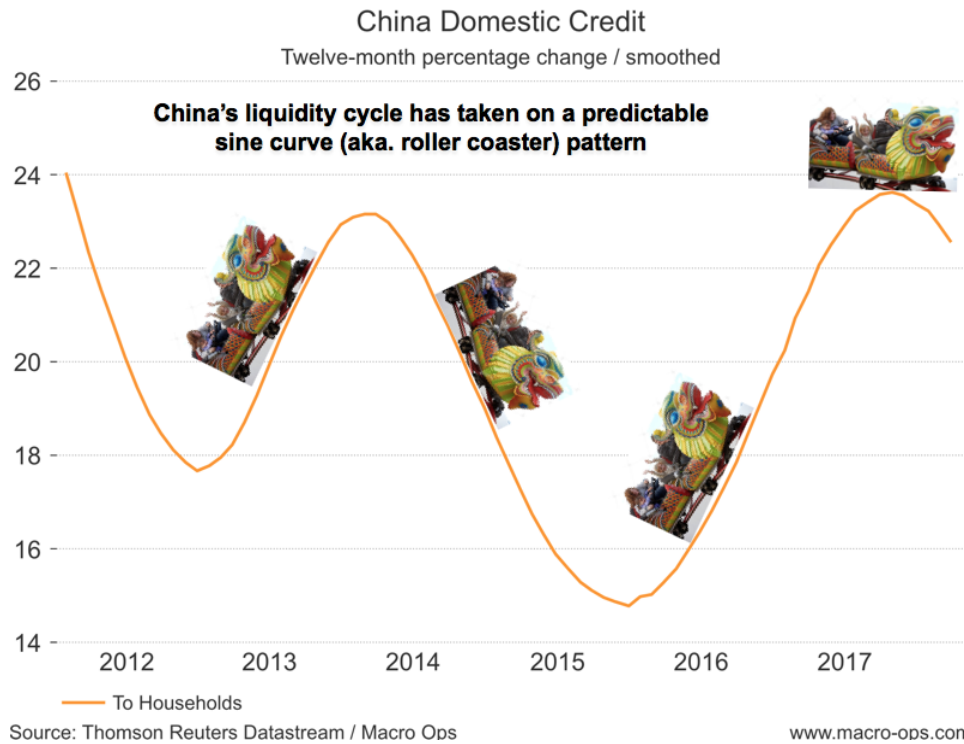 China Domestic Credit
Twelve-month percentage change / smoothed
China's liquidity cycle has taken on a predictable
sine curve (aka. roller coaster) pattern
26
24
22
20
18
16
14
2012 2013 2014 2015 2016 2017
To Households
Source: Thomson Reuters Datastream / Macro Ops
www.macro-ops.com